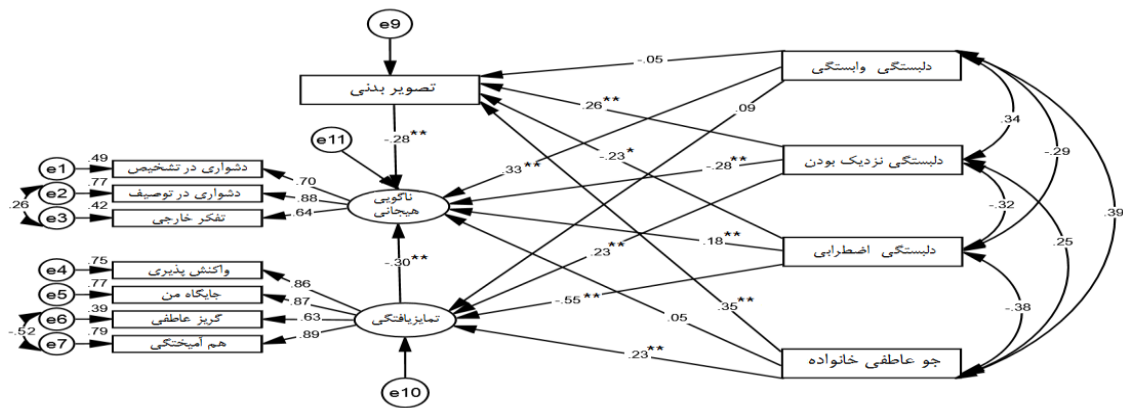 e9
تصویر بدنی
دلبستگی وابستگی
-.05
.09
.26**
.34
-.28**
e11
.49
e1
دشواری در تشخیص
.70
.77
e2
دشواری در توصیف
.88
.26
.42
e3
تفکر خارجی
.64
ناگویی
هیجانی
.33**
-.23*
-.28**
دلبستگی نزدیک بودن
-.29
-.32
.39
.18**
.23**
دلبستگی اضطرابی
.25
-.30**
.75
e4
واکنش پذیری
.86
.77
e5
جایگاه من
.87
.39
e6
گریز عاطفی
.63
-.52
.79
e7
هم آمیختگی
.89
تمایزیافتگی
-.55**
.35**
.05
-.38
.23**
جو عاطفی خانواده
e10